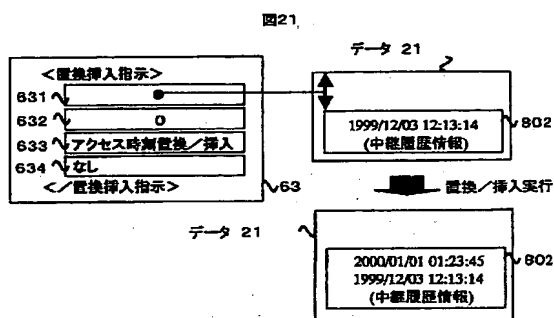 図21
<置換挿入指示>
631
632
0
633
アクセス時刻置換/挿入
634
なし
</置換挿入指示>
63
データ 21
1999/12/03 12:13:14
(中継履歴情報)
802
置換/挿入実行
データ 21
2000/01/01 01:23:45
1999/12/03 12:13:14
(中継履歴情報)
802